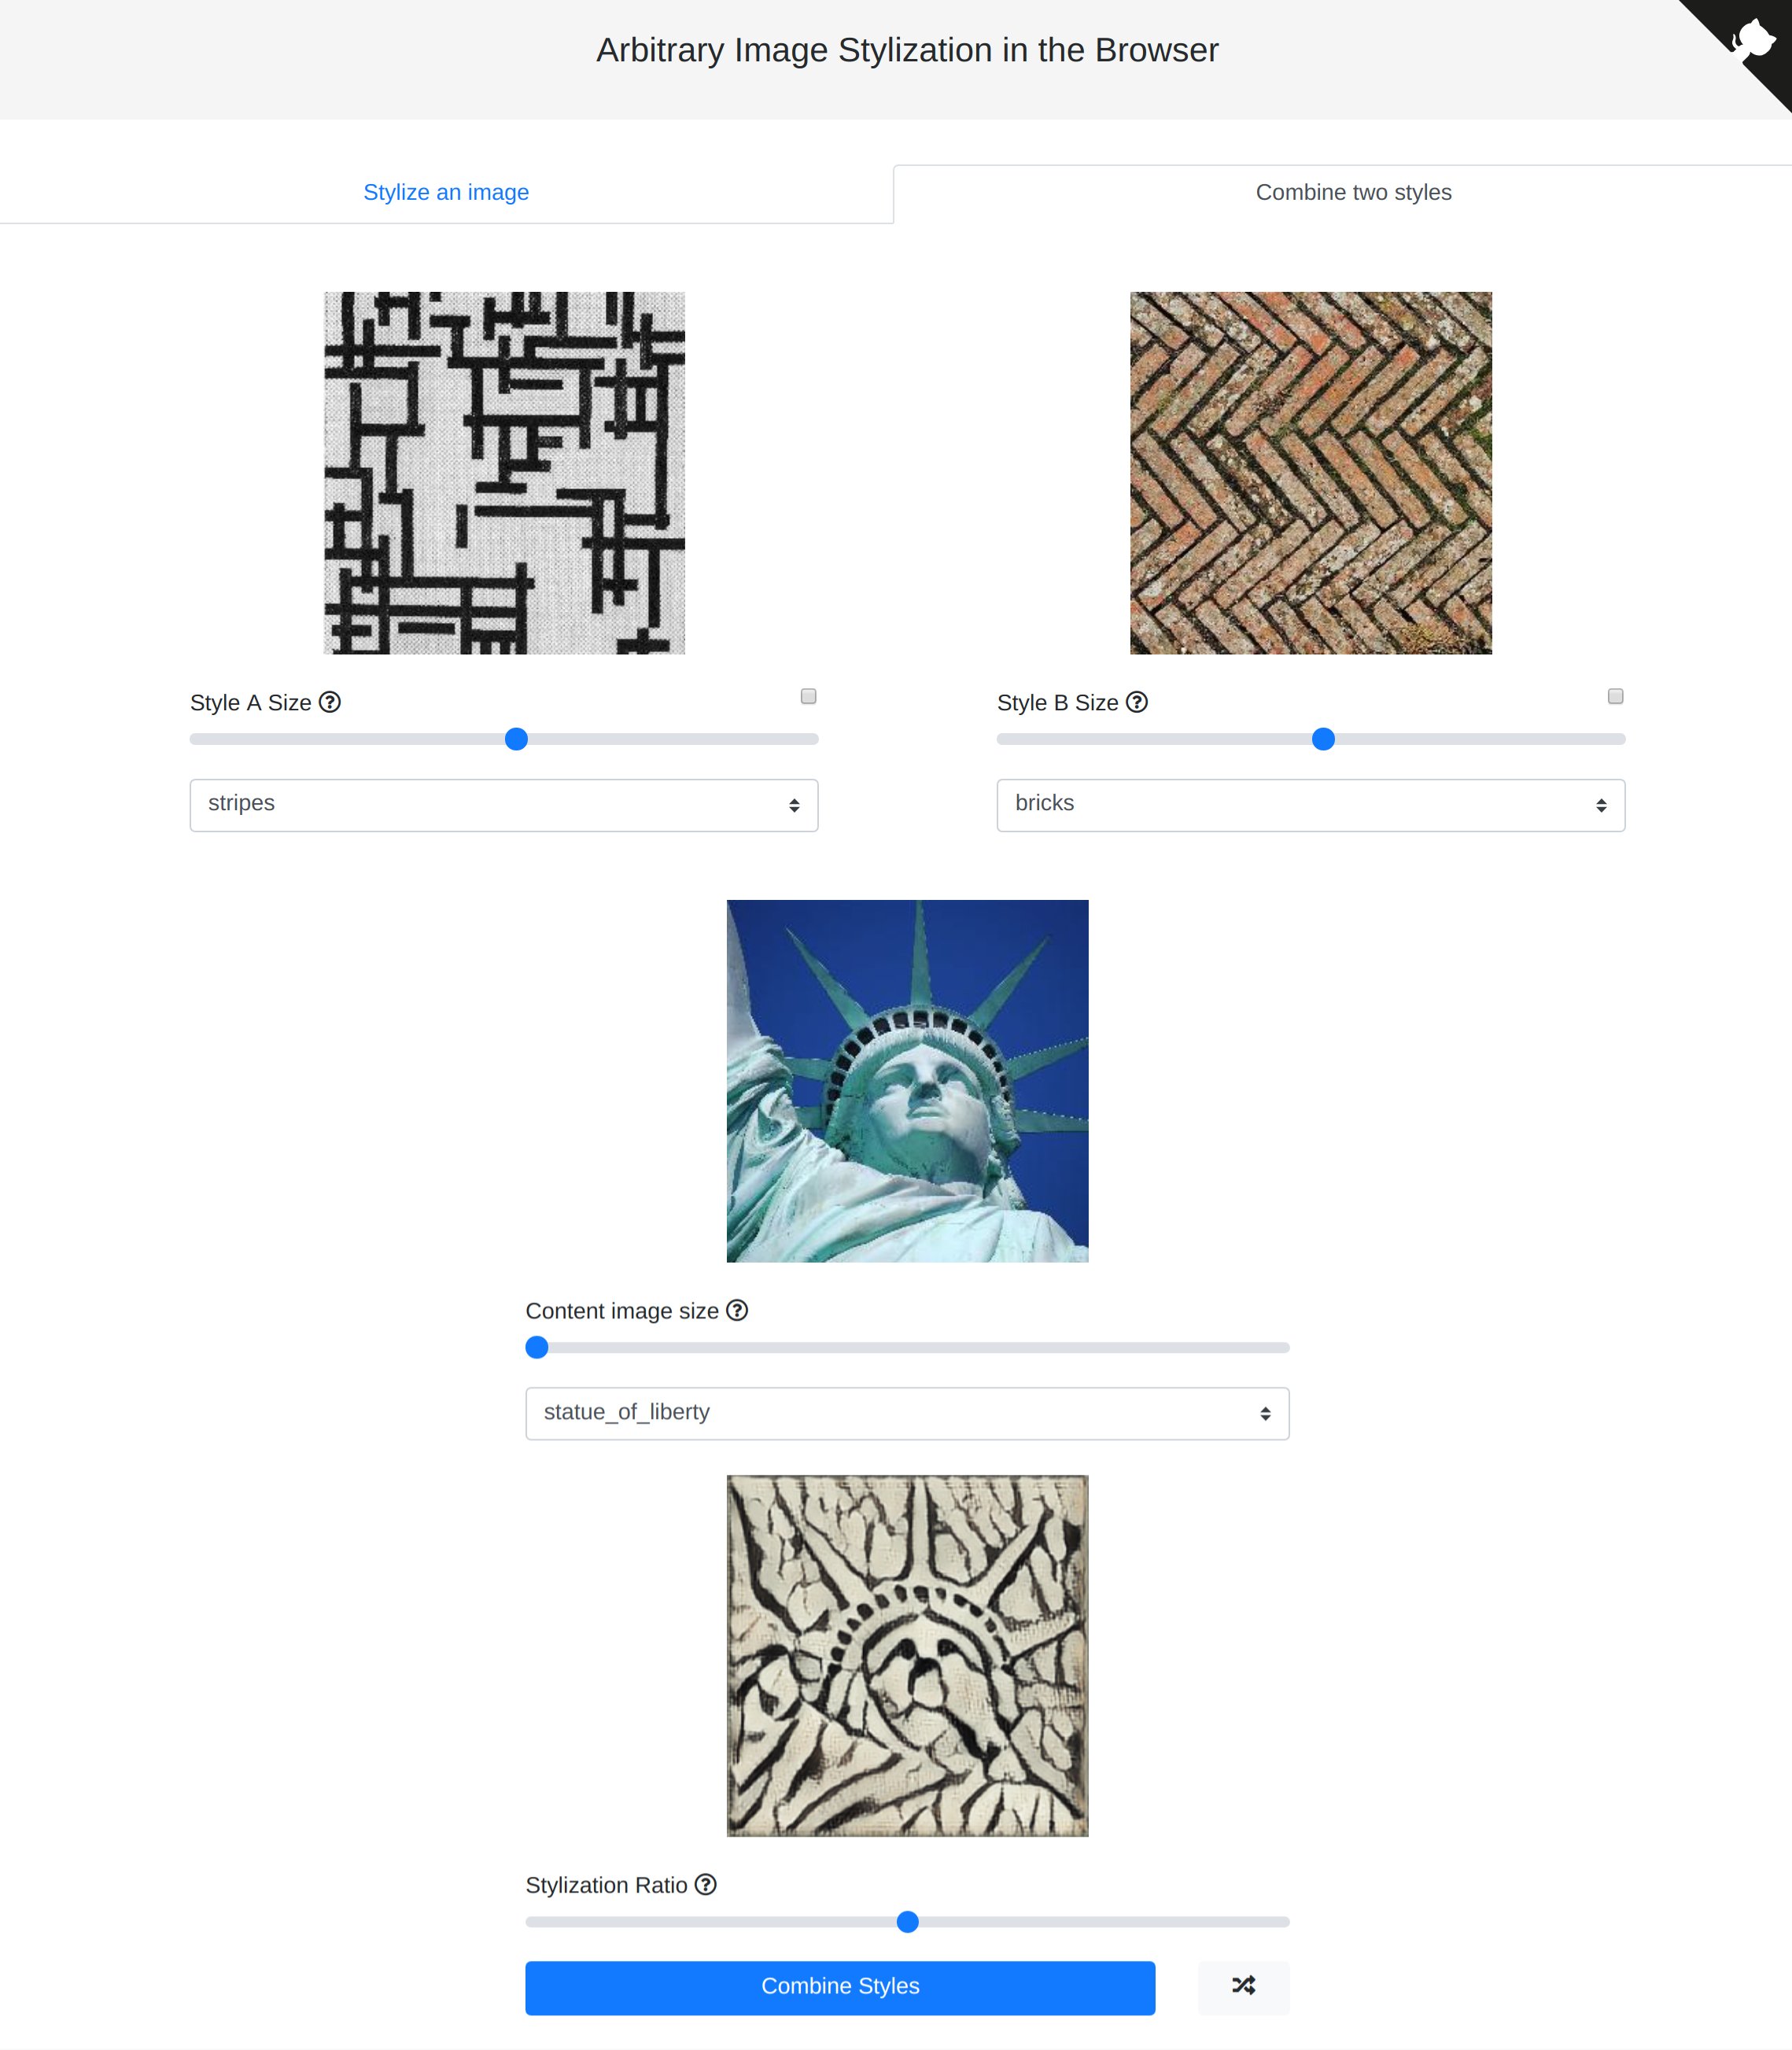 Arbitrary Image Stylization in the Browser
Stylize an image
Combine two styles
Style A Size
Style B Size
stripes
bricks
Content image size
statue_of_liberty
Stylization Ratio
Combine Styles